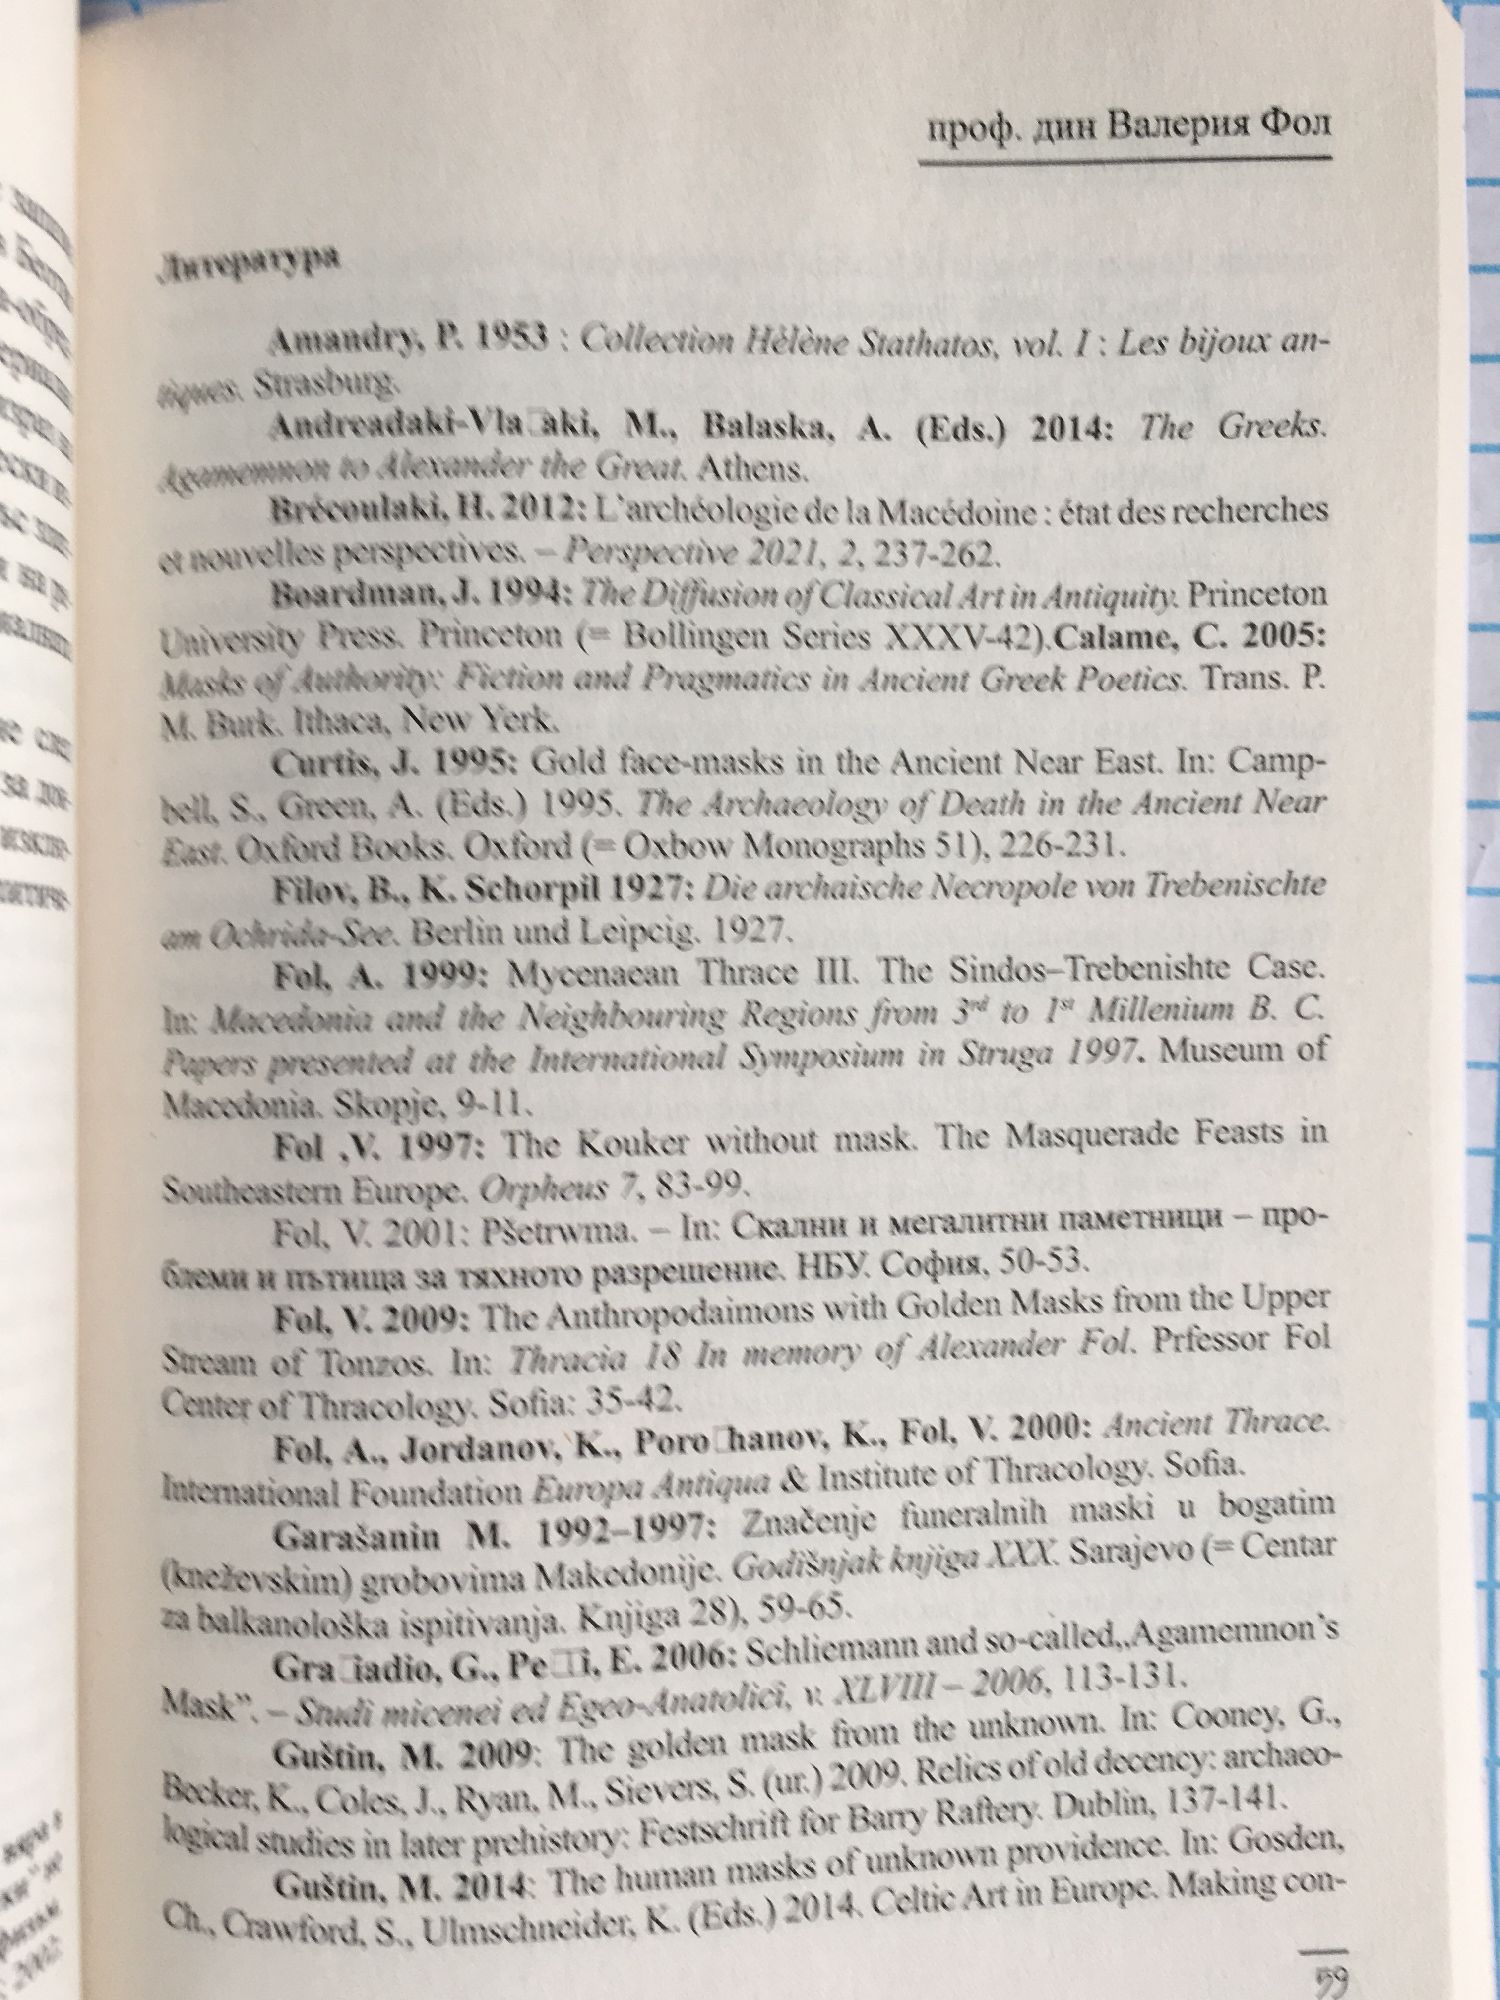 проф. дин Валерия Фол
Литература
Amandry, P. 1953 : Collection Hélène Stathatos, vol. I : Les bijoux an-
tiques. Strasburg.
Andreadaki-Vla□aki, M., Balaska, A. (Eds.) 2014: The Greeks.
Agamemnon to Alexander the Great. Athens.
Brécoulaki, H. 2012: L'archéologie de la Macédoine : état des recherches
et nouvelles perspectives. – Perspective 2021, 2, 237-262.
Boardman, J. 1994: The Diffusion of Classical Art in Antiquity. Princeton
University Press. Princeton (= Bollingen Series XXXV-42).Calame, C. 2005:
Masks of Authority: Fiction and Pragmatics in Ancient Greek Poetics. Trans. P.
M. Burk. Ithaca, New Yerk.
Curtis, J. 1995: Gold face-masks in the Ancient Near East. In: Camp-
bell, S., Green, A. (Eds.) 1995. The Archaeology of Death in the Ancient Near
East. Oxford Books. Oxford (= Oxbow Monographs 51), 226-231.
Filov, B., K. Schorpil 1927: Die archaische Necropole von Trebenischte
am Ochrida-See. Berlin und Leipcig. 1927.
Fol, A. 1999: Mycenaean Thrace III. The Sindos–Trebenishte Case.
In: Macedonia and the Neighbouring Regions from 3rd to 1st Millenium B. C.
Papers presented at the International Symposium in Struga 1997. Museum of
Macedonia. Skopje, 9-11.
Fol ,V. 1997: The Kouker without mask. The Masquerade Feasts in
Southeastern Europe. Orpheus 7, 83-99.
Fol, V. 2001: Pšetrwma. – In: Скални и мегалитни паметници – про-
блеми и пътища за тяхното разрешение. НБУ. София, 50-53.
Fol, V. 2009: The Anthropodaimons with Golden Masks from the Upper
Stream of Tonzos. In: Thracia 18 In memory of Alexander Fol. Prfessor Fol
Center of Thracology. Sofia: 35-42.
Fol, A., Jordanov, K., Poro□hanov, K., Fol, V. 2000: Ancient Thrace.
International Foundation Europa Antiqua & Institute of Thracology. Sofia.
Garašanin M. 1992–1997: Značenje funeralnih maski u bogatim
(kneževskim) grobovima Makedonije. Godišnjak knjiga XXX. Sarajevo (= Centar
za balkanološka ispitivanja. Knjiga 28), 59-65.
Gra□iadio, G., Pe□□i, E. 2006: Schliemann and so-called„Agamemnon's
Mask”. – Studi micenei ed Egeo-Anatolici, v. XLVIII – 2006, 113-131.
Guštin, M. 2009: The golden mask from the unknown. In: Cooney, G.,
Becker, K., Coles, J., Ryan, M., Sievers, S. (ur.) 2009. Relics of old decency: archaeo-
logical studies in later prehistory: Festschrift for Barry Raftery. Dublin, 137-141.
Guštin, M. 2014: The human masks of unknown providence. In: Gosden,
Ch., Crawford, S., Ulmschneider, K. (Eds.) 2014. Celtic Art in Europe. Making con-
59